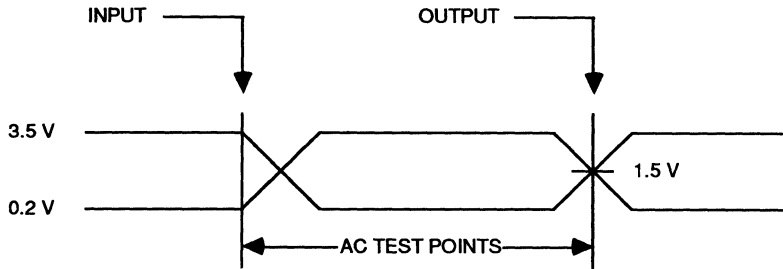 INPUT
OUTPUT
3.5 V
1.5 V
0.2 V
AC TEST POINTS